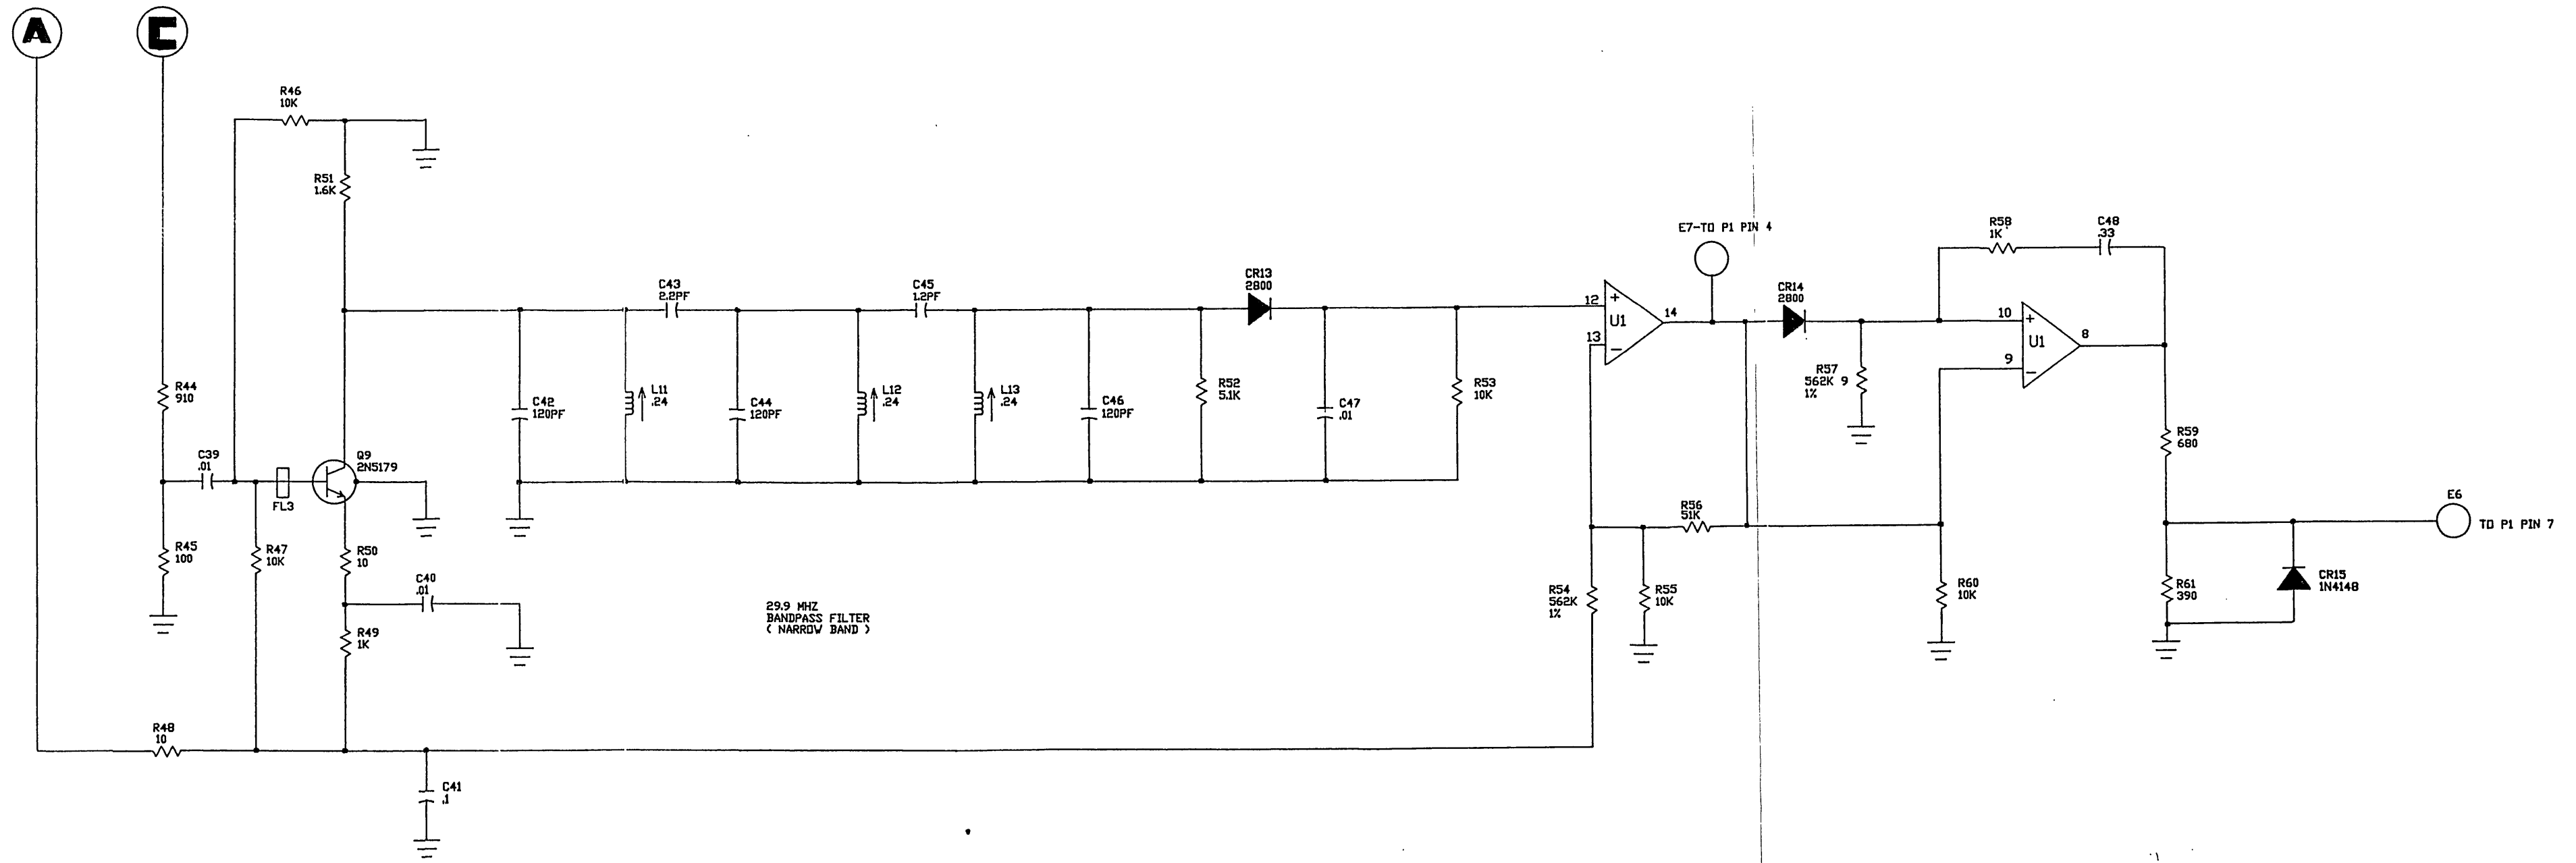 A
C
R46
10K
R51
1.6K
E7-TO P1 PIN 4
R58
1K
C48
.33
C43
2.2PF
C45
1.2PF
CR13
2800
12
+
U1
14
13
−
CR14
2800
10
+
U1
8
9
−
R44
910
C42
120PF
L11
.24
C44
120PF
L12
.24
L13
.24
C46
120PF
R52
5.1K
C47
.01
R53
10K
R57
562K 9
1%
R59
680
C39
.01
FL3
Q9
2N5179
R45
100
R47
10K
R50
10
C40
.01
R49
1K
R56
51K
E6
TO P1 PIN 7
R54
562K
1%
R55
10K
R60
10K
R61
390
CR15
1N4148
29.9 MHZ
BANDPASS FILTER
( NARROW BAND )
R48
10
C41
.1